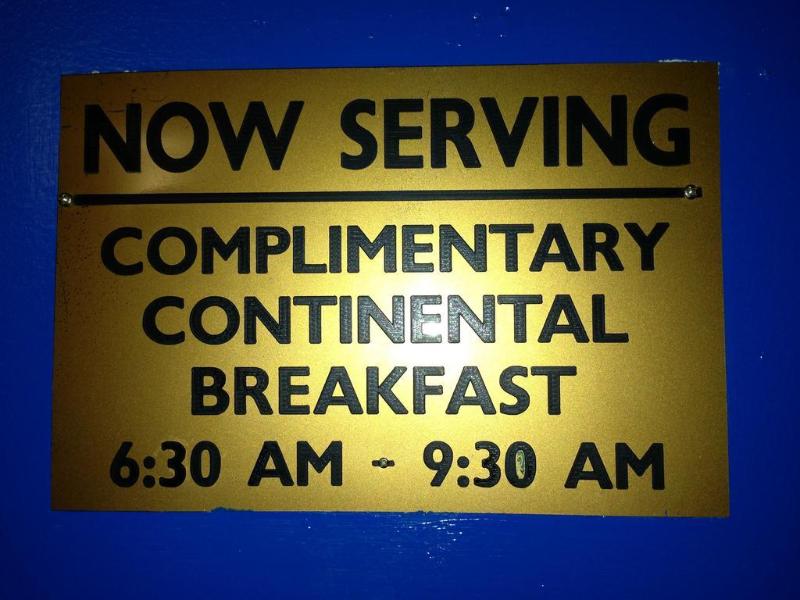 NOW SERVING
COMPLIMENTARY
CONTINENTAL
BREAKFAST
6:30 AM - 9:30 AM